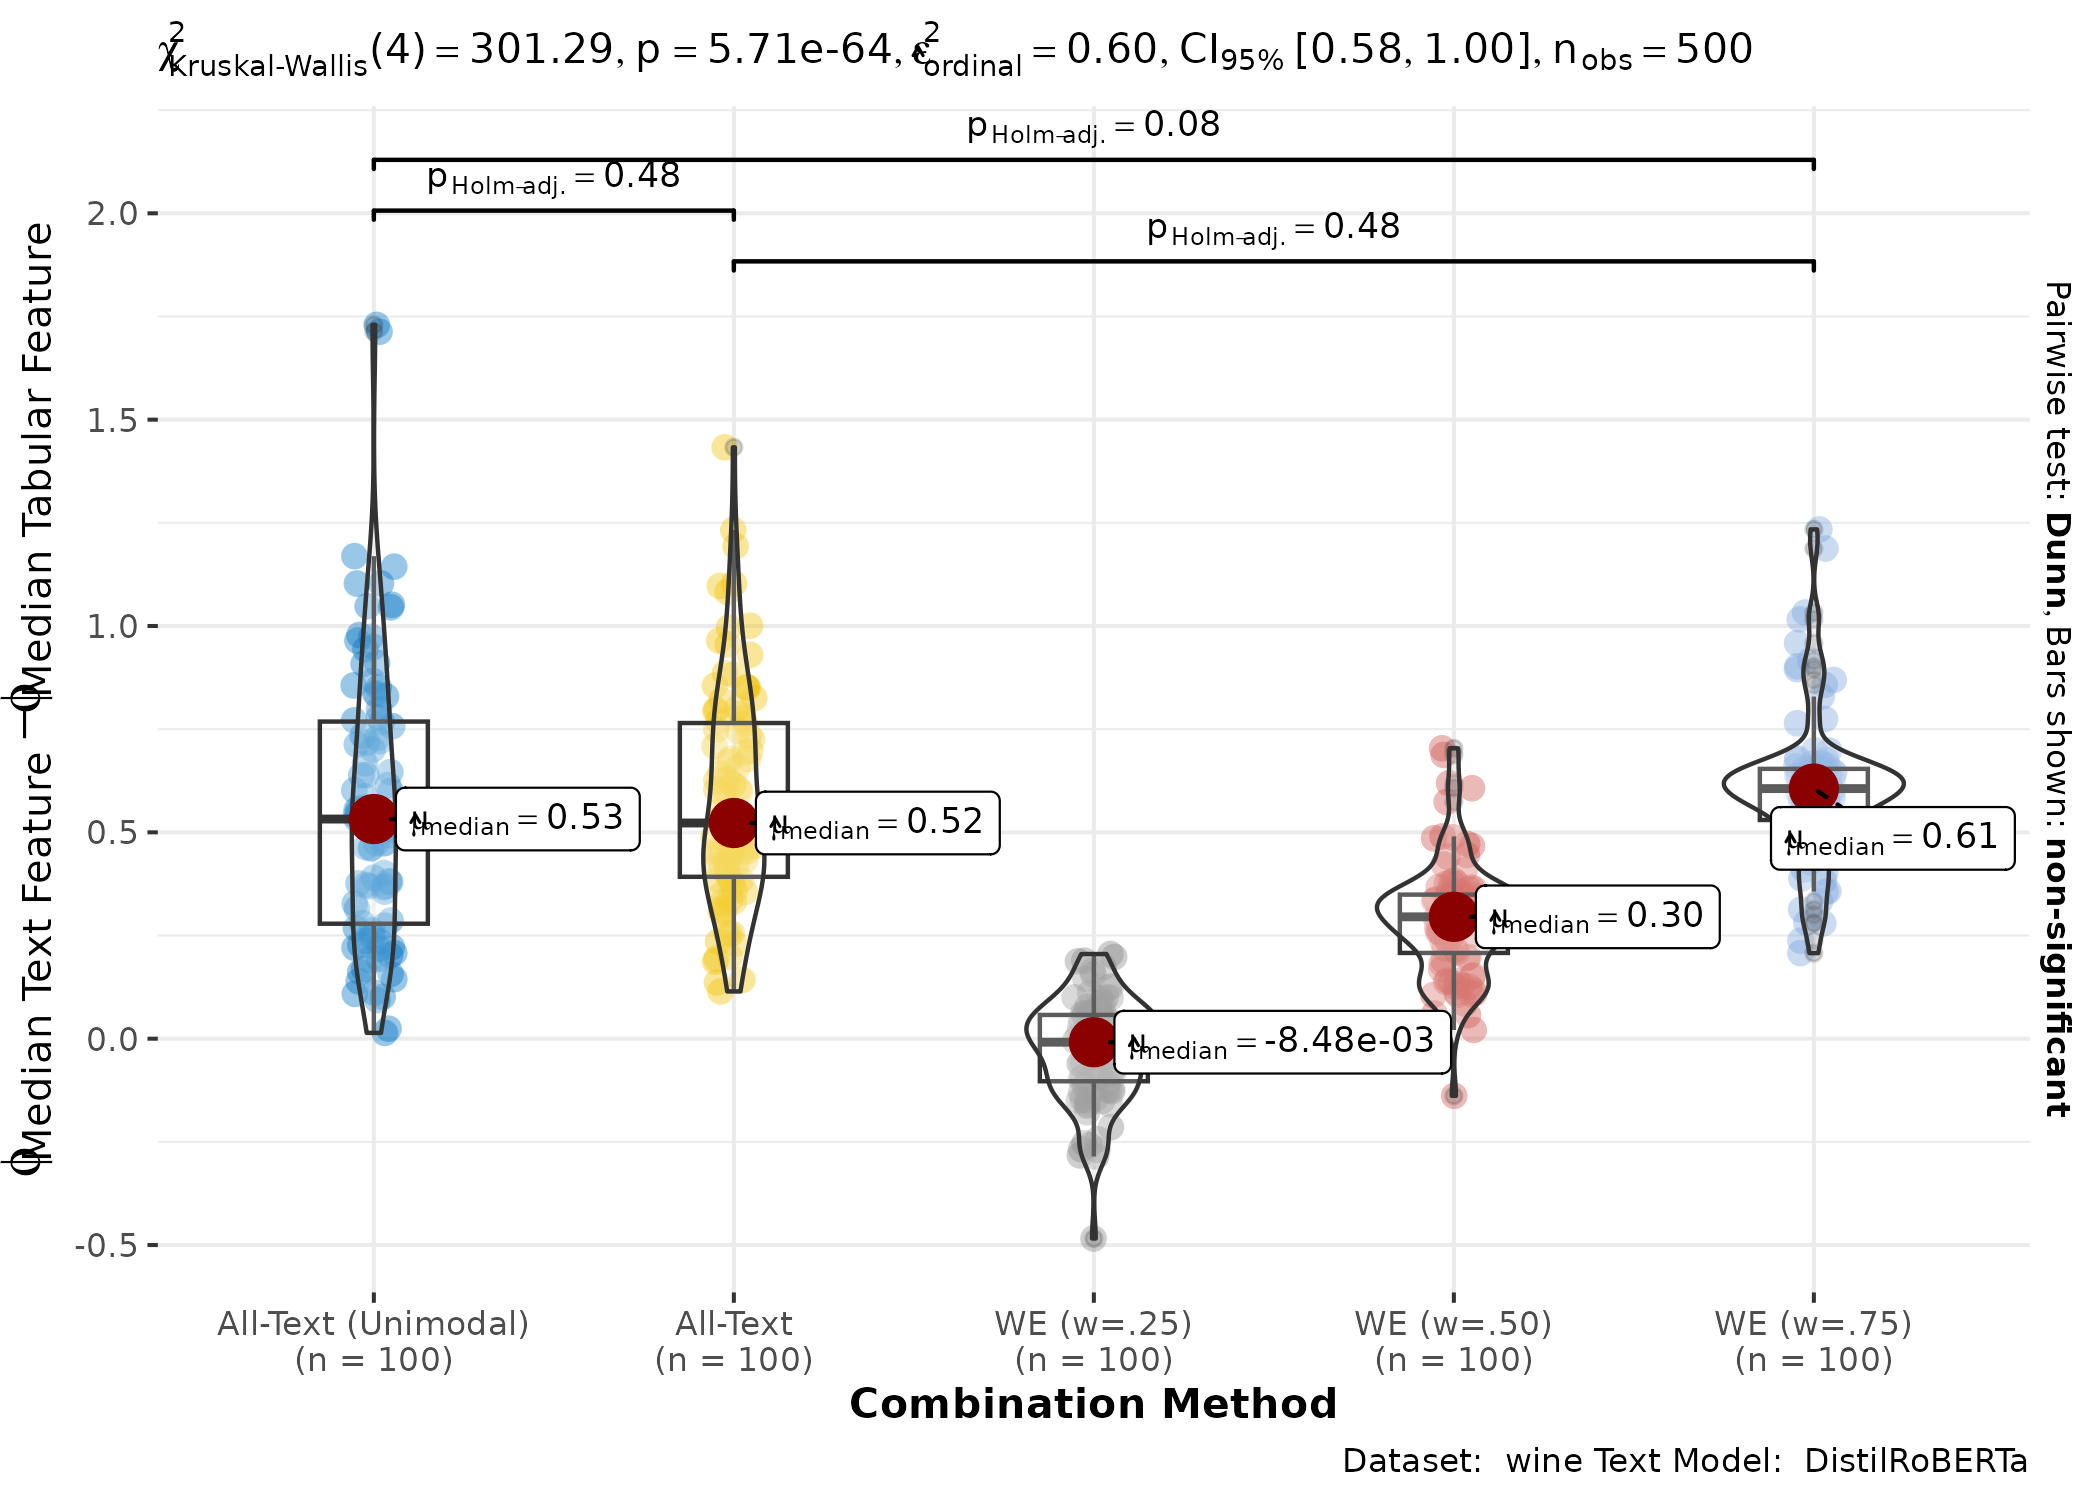 χ̂²Kruskal-Wallis(4) = 301.29, p = 5.71e-64, ε̂²ordinal = 0.60, CI95% [0.58, 1.00], nobs = 500
pHolm-adj. = 0.08
pHolm-adj. = 0.48
pHolm-adj. = 0.48
2.0
1.5
1.0
0.5
0.0
-0.5
ϕ Median Text Feature − ϕ Median Tabular Feature
μ̂median = 0.53
μ̂median = 0.52
μ̂median = -8.48e-03
μ̂median = 0.30
μ̂median = 0.61
Pairwise test: Dunn, Bars shown: non-significant
All-Text (Unimodal)
(n = 100)
All-Text
(n = 100)
WE (w=.25)
(n = 100)
WE (w=.50)
(n = 100)
WE (w=.75)
(n = 100)
Combination Method
Dataset: wine Text Model: DistilRoBERTa